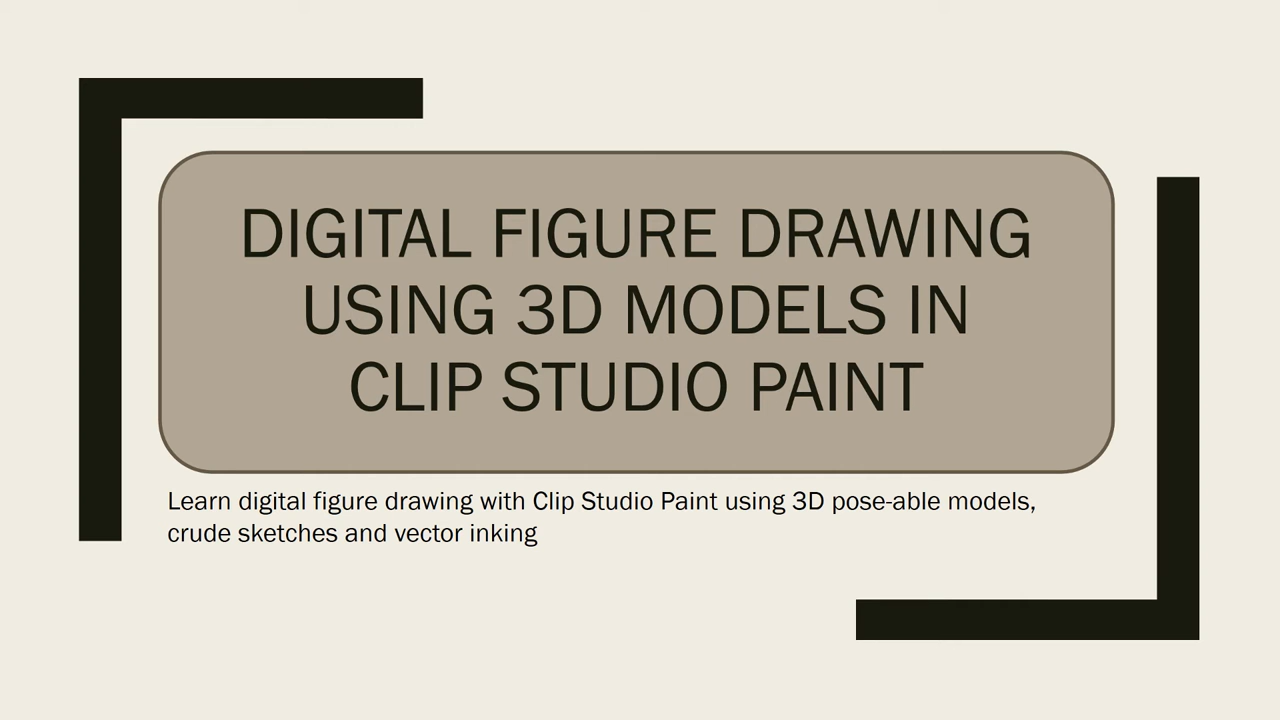 DIGITAL FIGURE DRAWING
USING 3D MODELS IN
CLIP STUDIO PAINT
Learn digital figure drawing with Clip Studio Paint using 3D pose-able models,
crude sketches and vector inking